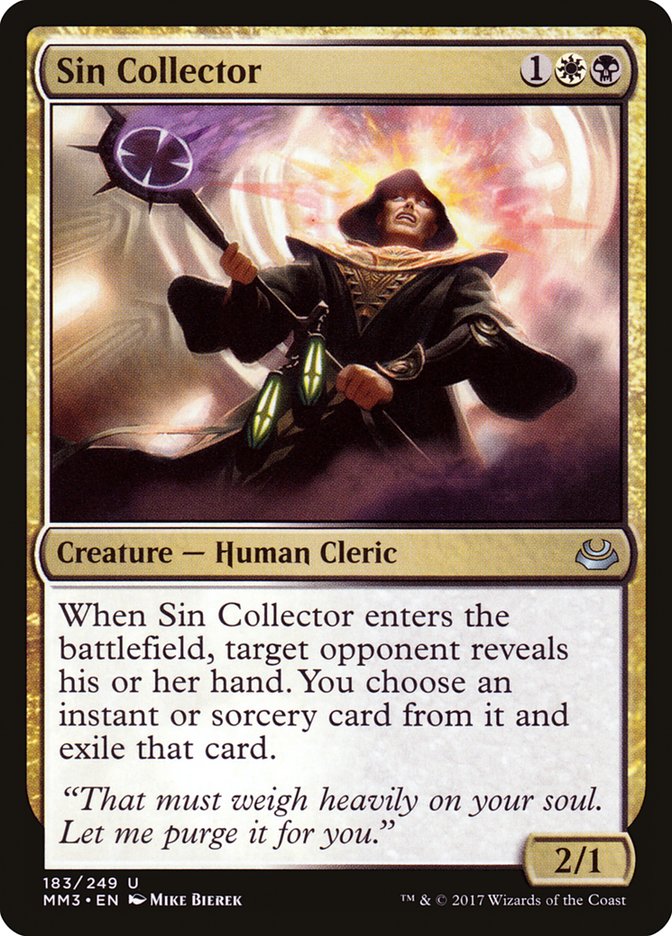 Sin Collector 1
Creature — Human Cleric
When Sin Collector enters the
battlefield, target opponent reveals
his or her hand. You choose an
instant or sorcery card from it and
exile that card.
“That must weigh heavily on your soul.
Let me purge it for you.”
2/1
183/249 U
MM3 • EN Mike Bierek
™ & © 2017 Wizards of the Coast